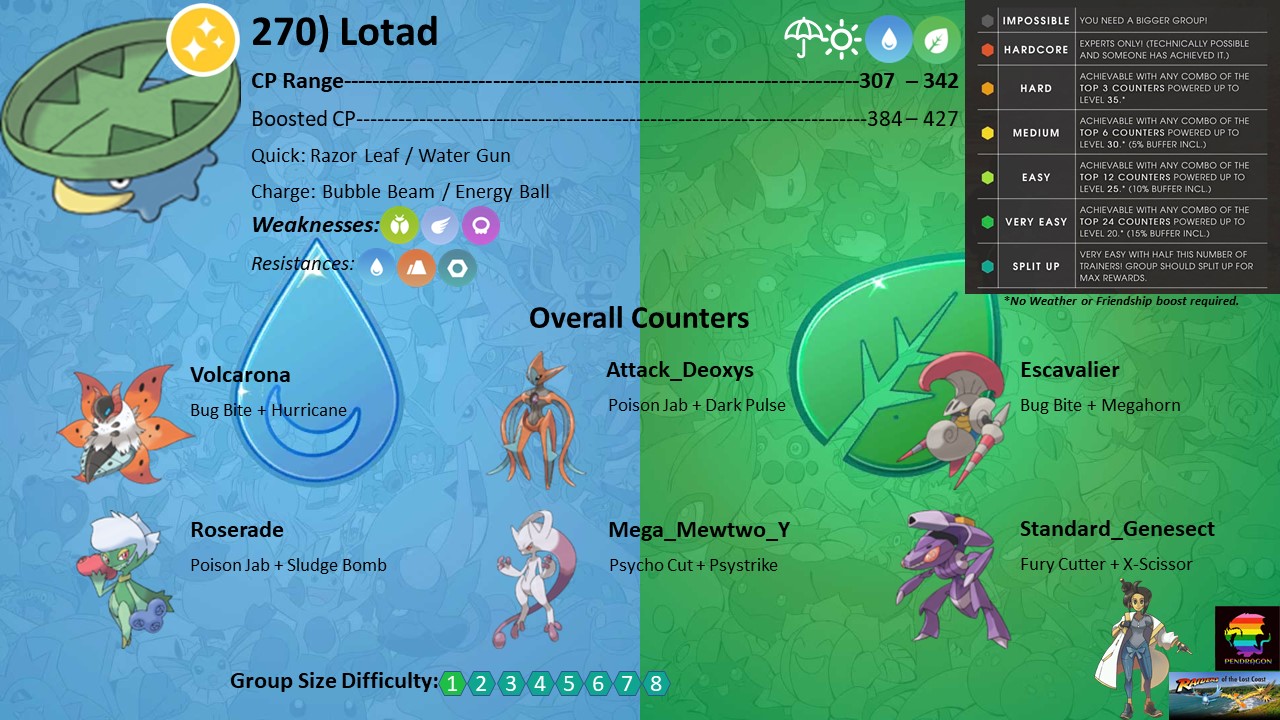 270) Lotad
CP Range---307 – 342
Boosted CP---384 – 427
Quick: Razor Leaf / Water Gun
Charge: Bubble Beam / Energy Ball
Weaknesses:
Resistances:
IMPOSSIBLE YOU NEED A BIGGER GROUP!
HARDCORE EXPERTS ONLY! (TECHNICALLY POSSIBLE
AND SOMEONE HAS ACHIEVED IT.)
HARD ACHIEVABLE WITH ANY COMBO OF THE
TOP 3 COUNTERS POWERED UP TO
LEVEL 35.*
MEDIUM ACHIEVABLE WITH ANY COMBO OF THE
TOP 6 COUNTERS POWERED UP TO
LEVEL 30.* (5% BUFFER INCL.)
EASY ACHIEVABLE WITH ANY COMBO OF THE
TOP 12 COUNTERS POWERED UP TO
LEVEL 25.* (10% BUFFER INCL.)
VERY EASY ACHIEVABLE WITH ANY COMBO OF THE
TOP 24 COUNTERS POWERED UP TO
LEVEL 20.* (15% BUFFER INCL.)
SPLIT UP VERY EASY WITH HALF THIS NUMBER OF
TRAINERS! GROUP SHOULD SPLIT UP FOR
MAX REWARDS.
*No Weather or Friendship boost required.
Overall Counters
Volcarona
Bug Bite + Hurricane
Attack_Deoxys
Poison Jab + Dark Pulse
Escavalier
Bug Bite + Megahorn
Roserade
Poison Jab + Sludge Bomb
Mega_Mewtwo_Y
Psycho Cut + Psystrike
Standard_Genesect
Fury Cutter + X-Scissor
Group Size Difficulty: 1 2 3 4 5 6 7 8
PENDRAGON
RAIDERS of the Lost Coast